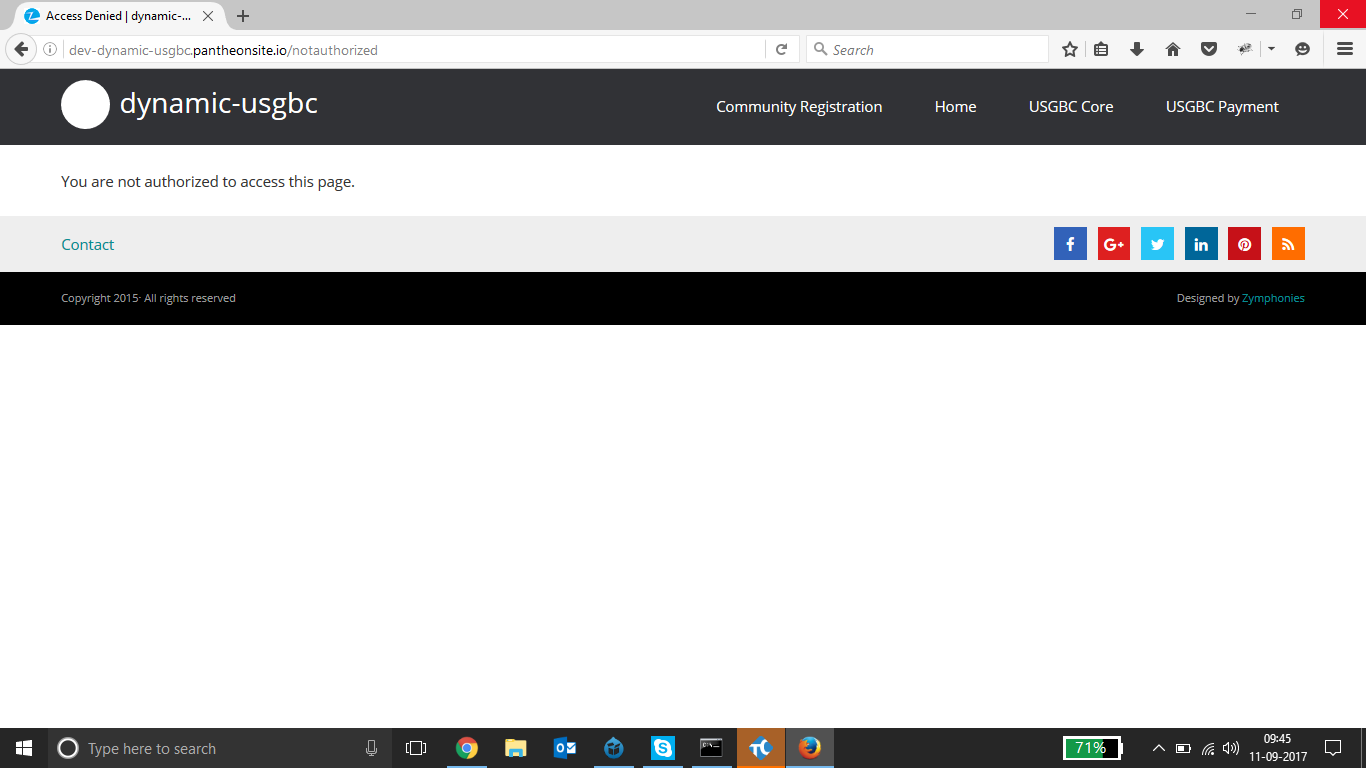 Access Denied | dynamic-...
dev-dynamic-usgbc.pantheonsite.io/notauthorized
Search
dynamic-usgbc
Community Registration
Home
USGBC Core
USGBC Payment
You are not authorized to access this page.
Contact
Copyright 2015· All rights reserved
Designed by Zymphonies
Type here to search
71%
09:45
11-09-2017